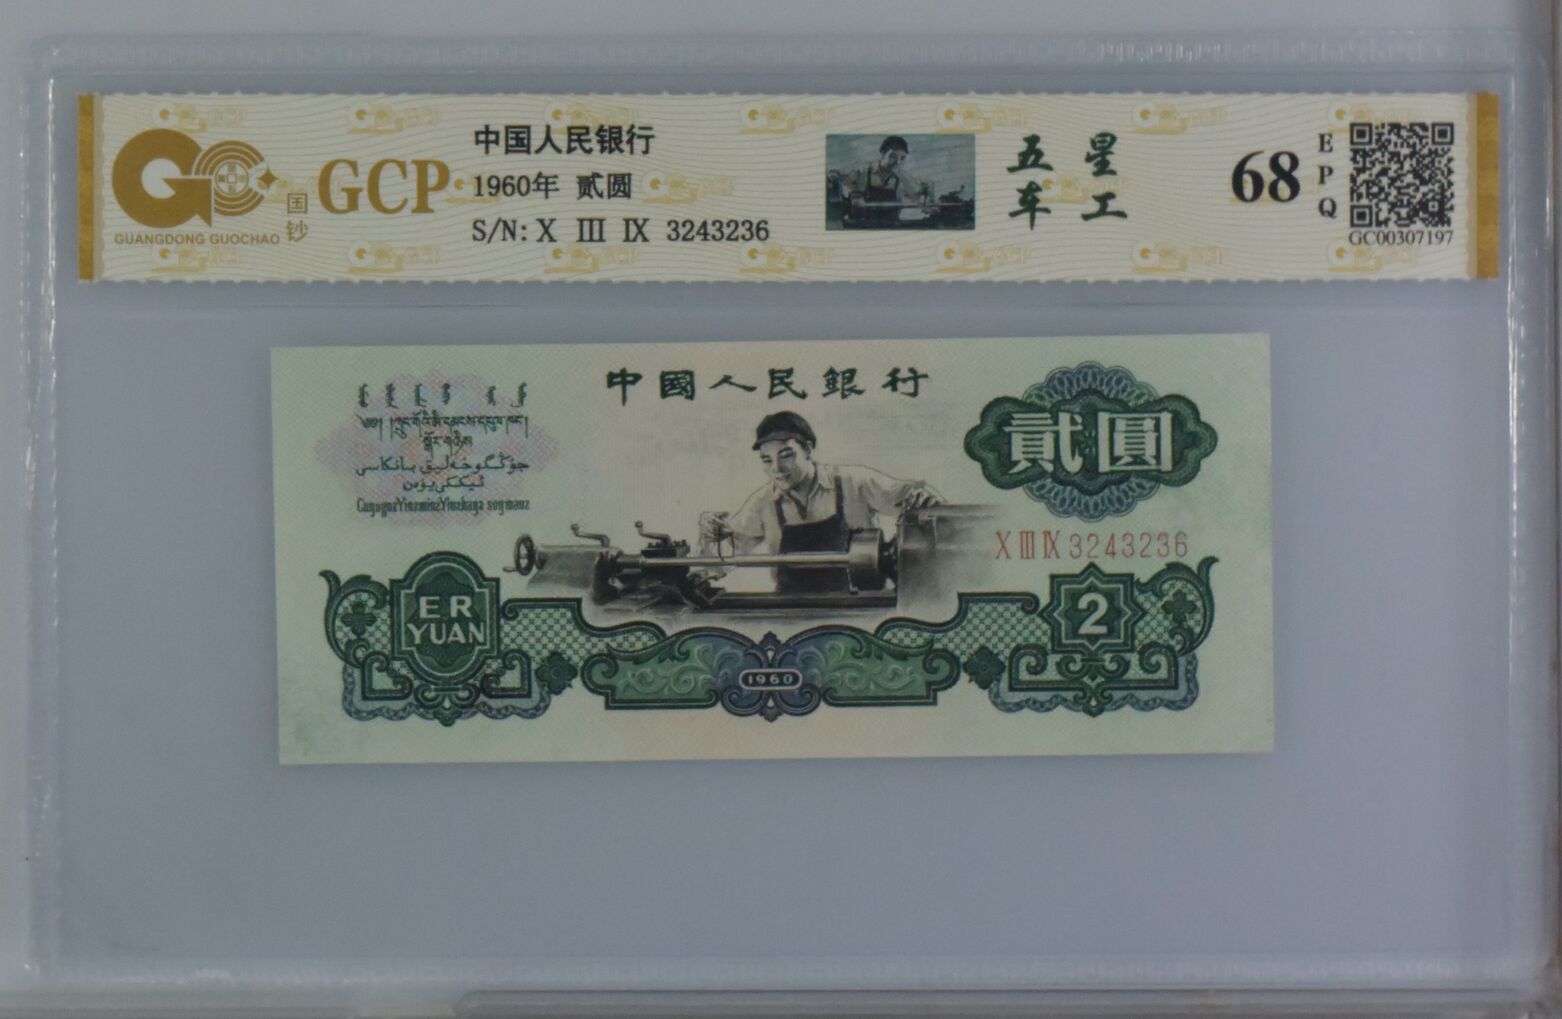 GCP
国钞
GUANGDONG GUOCHAO
中国人民银行
1960年 贰圆
S/N: X III IX 3243236
五星
车工
68
EPQ
GC00307197
中國人民銀行
貳圓
X III IX 3243236
ER
YUAN
1960
2